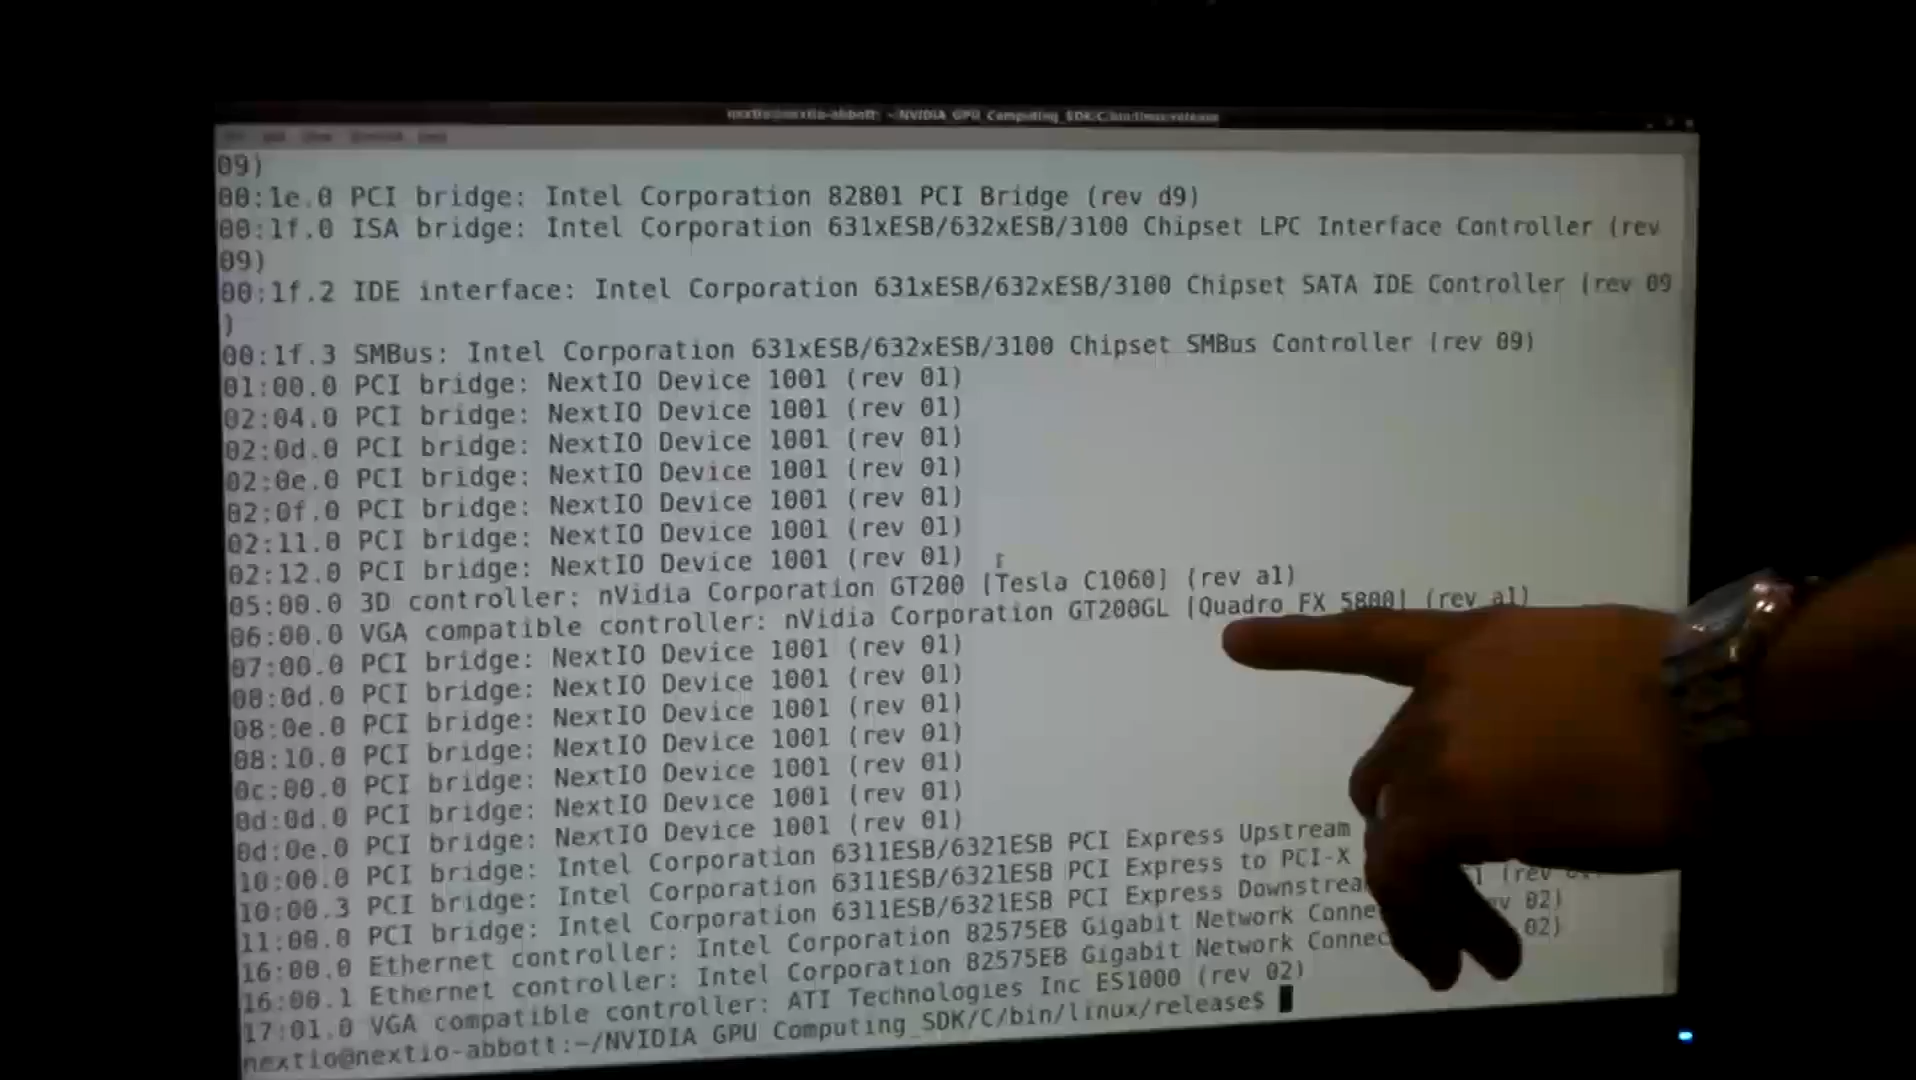 nextio@nextio-abbott: ~/NVIDIA_GPU_Computing_SDK/C/bin/linux/release
09)
00:1e.0 PCI bridge: Intel Corporation 82801 PCI Bridge (rev d9)
00:1f.0 ISA bridge: Intel Corporation 631xESB/632xESB/3100 Chipset LPC Interface Controller (rev
09)
00:1f.2 IDE interface: Intel Corporation 631xESB/632xESB/3100 Chipset SATA IDE Controller (rev 09
)
00:1f.3 SMBus: Intel Corporation 631xESB/632xESB/3100 Chipset SMBus Controller (rev 09)
01:00.0 PCI bridge: NextIO Device 1001 (rev 01)
02:04.0 PCI bridge: NextIO Device 1001 (rev 01)
02:0d.0 PCI bridge: NextIO Device 1001 (rev 01)
02:0e.0 PCI bridge: NextIO Device 1001 (rev 01)
02:0f.0 PCI bridge: NextIO Device 1001 (rev 01)
02:11.0 PCI bridge: NextIO Device 1001 (rev 01)
02:12.0 PCI bridge: NextIO Device 1001 (rev 01)
05:00.0 3D controller: nVidia Corporation GT200 [Tesla C1060] (rev a1)
06:00.0 VGA compatible controller: nVidia Corporation GT200GL [Quadro FX 5800] (rev a1)
07:00.0 PCI bridge: NextIO Device 1001 (rev 01)
08:0d.0 PCI bridge: NextIO Device 1001 (rev 01)
08:0e.0 PCI bridge: NextIO Device 1001 (rev 01)
08:10.0 PCI bridge: NextIO Device 1001 (rev 01)
0c:00.0 PCI bridge: NextIO Device 1001 (rev 01)
0d:0d.0 PCI bridge: NextIO Device 1001 (rev 01)
0d:0e.0 PCI bridge: NextIO Device 1001 (rev 01)
10:00.0 PCI bridge: Intel Corporation 6311ESB/6321ESB PCI Express Upstream
10:00.3 PCI bridge: Intel Corporation 6311ESB/6321ESB PCI Express to PCI-X (rev
11:00.0 PCI bridge: Intel Corporation 6311ESB/6321ESB PCI Express Downstrea
16:00.0 Ethernet controller: Intel Corporation 82575EB Gigabit Network Conne 02)
16:00.1 Ethernet controller: Intel Corporation 82575EB Gigabit Network Connec 02)
17:01.0 VGA compatible controller: ATI Technologies Inc ES1000 (rev 02)
nextio@nextio-abbott:~/NVIDIA_GPU_Computing_SDK/C/bin/linux/release$